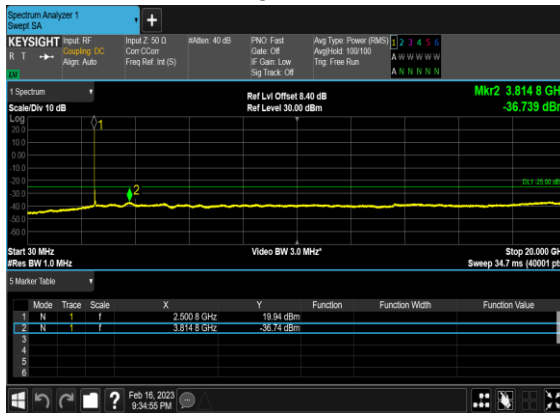 Spectrum Analyzer 1
Swept SA
KEYSIGHT
R T
Input: RF
Coupling: DC
Align: Auto
Input Z: 50 Ω
Corr CCorr
Freq Ref: Int (S)
#Atten: 40 dB
PNO: Fast
Gate: Off
IF Gain: Low
Sig Track: Off
Avg Type: Power (RMS)
Avg|Hold: 100/100
Trig: Free Run
1 2 3 4 5 6
A W W W W W
A N N N N N
1 Spectrum
Scale/Div 10 dB
Ref Lvl Offset 8.40 dB
Ref Level 30.00 dBm
Mkr2 3.814 8 GH
-36.739 dBr
Log
20.0
10.00
0.00
-10.0
-20.0
-30.0
-40.0
-50.0
-60.0
1
2
Start 30 MHz
#Res BW 1.0 MHz
Video BW 3.0 MHz*
Stop 20.000 GH
Sweep 34.7 ms (40001 pts
5 Marker Table
Mode Trace Scale X Y Function Function Width Function Value
1 N 1 f 2.500 8 GHz 19.94 dBm
2 N 1 f 3.814 8 GHz -36.74 dBm
3
4
5
6
?
Feb 16, 2023
9:34:55 PM